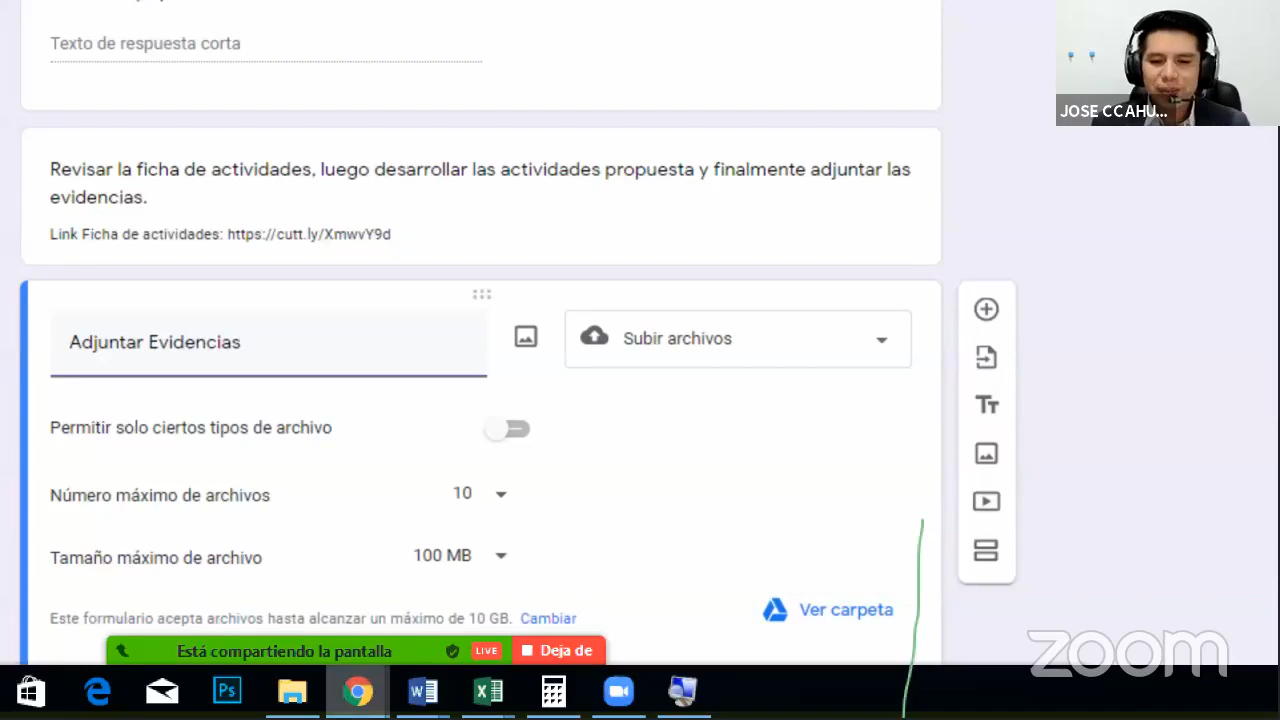 Texto de respuesta corta
JOSE CCAHU...
Revisar la ficha de actividades, luego desarrollar las actividades propuesta y finalmente adjuntar las
evidencias.
Link Ficha de actividades: https://cutt.ly/XmwvY9d
Adjuntar Evidencias
Subir archivos
Permitir solo ciertos tipos de archivo
Número máximo de archivos
10
Tamaño máximo de archivo
100 MB
Este formulario acepta archivos hasta alcanzar un máximo de 10 GB. Cambiar
Ver carpeta
Está compartiendo la pantalla
LIVE
Deja de
zoom
Ps